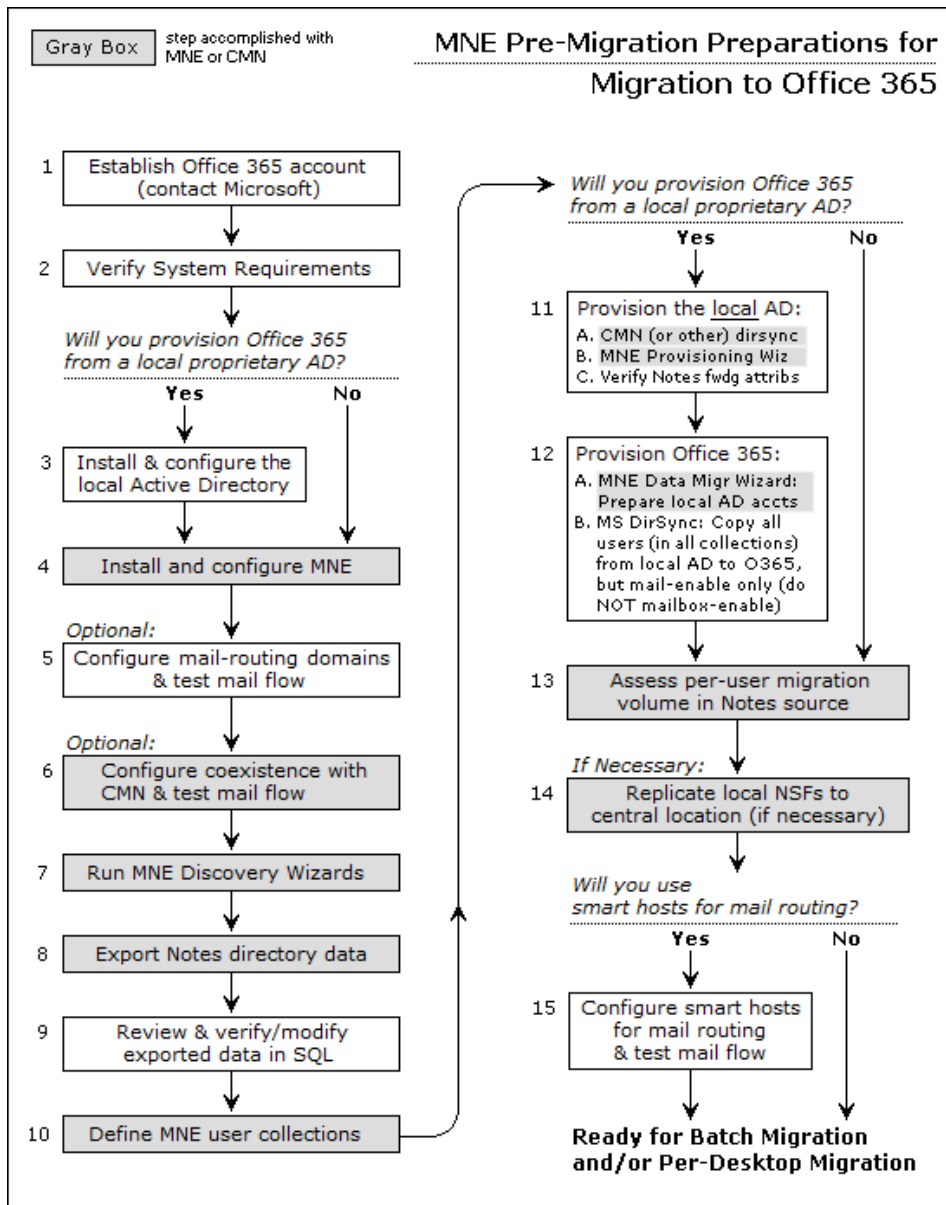 Gray Box
step accomplished with
MNE or CMN
MNE Pre-Migration Preparations for
Migration to Office 365
1
Establish Office 365 account
(contact Microsoft)
2
Verify System Requirements
Will you provision Office 365
from a local proprietary AD?
Yes
No
3
Install & configure the
local Active Directory
4
Install and configure MNE
Optional:
5
Configure mail-routing domains
& test mail flow
Optional:
6
Configure coexistence with
CMN & test mail flow
7
Run MNE Discovery Wizards
8
Export Notes directory data
9
Review & verify/modify
exported data in SQL
10
Define MNE user collections
Will you provision Office 365
from a local proprietary AD?
Yes
No
11
Provision the local AD:
A. CMN (or other) dirsync
B. MNE Provisioning Wiz
C. Verify Notes fwdg attribs
12
Provision Office 365:
A. MNE Data Migr Wizard:
Prepare local AD accts
B. MS DirSync: Copy all
users (in all collections)
from local AD to O365,
but mail-enable only (do
NOT mailbox-enable)
13
Assess per-user migration
volume in Notes source
If Necessary:
14
Replicate local NSFs to
central location (if necessary)
Will you use
smart hosts for mail routing?
Yes
No
15
Configure smart hosts
for mail routing
& test mail flow
Ready for Batch Migration
and/or Per-Desktop Migration